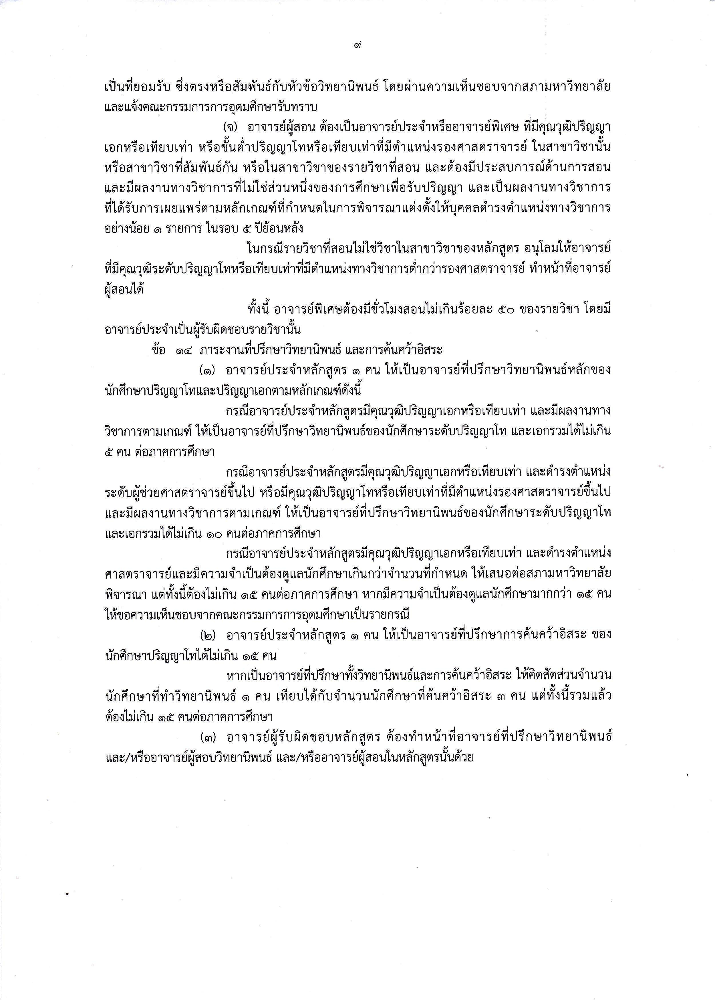 ๙
เป็นที่ยอมรับ ซึ่งตรงหรือสัมพันธ์กับหัวข้อวิทยานิพนธ์ โดยผ่านความเห็นชอบจากสภามหาวิทยาลัย
และแจ้งคณะกรรมการการอุดมศึกษารับทราบ
(จ) อาจารย์ผู้สอน ต้องเป็นอาจารย์ประจำหรืออาจารย์พิเศษ ที่มีคุณวุฒิปริญญา
เอกหรือเทียบเท่า หรือขั้นต่ำปริญญาโทหรือเทียบเท่าที่มีตำแหน่งรองศาสตราจารย์ ในสาขาวิชานั้น
หรือสาขาวิชาที่สัมพันธ์กัน หรือในสาขาวิชาของรายวิชาที่สอน และต้องมีประสบการณ์ด้านการสอน
และมีผลงานทางวิชาการที่ไม่ใช่ส่วนหนึ่งของการศึกษาเพื่อรับปริญญา และเป็นผลงานทางวิชาการ
ที่ได้รับการเผยแพร่ตามหลักเกณฑ์ที่กำหนดในการพิจารณาแต่งตั้งให้บุคคลดำรงตำแหน่งทางวิชาการ
อย่างน้อย ๑ รายการ ในรอบ ๕ ปีย้อนหลัง
ในกรณีรายวิชาที่สอนไม่ใช่วิชาในสาขาวิชาของหลักสูตร อนุโลมให้อาจารย์
ที่มีคุณวุฒิระดับปริญญาโทหรือเทียบเท่าที่มีตำแหน่งทางวิชาการต่ำกว่ารองศาสตราจารย์ ทำหน้าที่อาจารย์
ผู้สอนได้
ทั้งนี้ อาจารย์พิเศษต้องมีชั่วโมงสอนไม่เกินร้อยละ ๕๐ ของรายวิชา โดยมี
อาจารย์ประจำเป็นผู้รับผิดชอบรายวิชานั้น
ข้อ ๑๔ ภาระงานที่ปรึกษาวิทยานิพนธ์ และการค้นคว้าอิสระ
(๑) อาจารย์ประจำหลักสูตร ๑ คน ให้เป็นอาจารย์ที่ปรึกษาวิทยานิพนธ์หลักของ
นักศึกษาปริญญาโทและปริญญาเอกตามหลักเกณฑ์ดังนี้
กรณีอาจารย์ประจำหลักสูตรมีคุณวุฒิปริญญาเอกหรือเทียบเท่า และมีผลงานทาง
วิชาการตามเกณฑ์ ให้เป็นอาจารย์ที่ปรึกษาวิทยานิพนธ์ของนักศึกษาระดับปริญญาโท และเอกรวมได้ไม่เกิน
๕ คน ต่อภาคการศึกษา
กรณีอาจารย์ประจำหลักสูตรมีคุณวุฒิปริญญาเอกหรือเทียบเท่า และดำรงตำแหน่ง
ระดับผู้ช่วยศาสตราจารย์ขึ้นไป หรือมีคุณวุฒิปริญญาโทหรือเทียบเท่าที่มีตำแหน่งรองศาสตราจารย์ขึ้นไป
และมีผลงานทางวิชาการตามเกณฑ์ ให้เป็นอาจารย์ที่ปรึกษาวิทยานิพนธ์ของนักศึกษาระดับปริญญาโท
และเอกรวมได้ไม่เกิน ๑๐ คนต่อภาคการศึกษา
กรณีอาจารย์ประจำหลักสูตรมีคุณวุฒิปริญญาเอกหรือเทียบเท่า และดำรงตำแหน่ง
ศาสตราจารย์และมีความจำเป็นต้องดูแลนักศึกษาเกินกว่าจำนวนที่กำหนด ให้เสนอต่อสภามหาวิทยาลัย
พิจารณา แต่ทั้งนี้ต้องไม่เกิน ๑๕ คนต่อภาคการศึกษา หากมีความจำเป็นต้องดูแลนักศึกษามากกว่า ๑๕ คน
ให้ขอความเห็นชอบจากคณะกรรมการการอุดมศึกษาเป็นรายกรณี
(๒) อาจารย์ประจำหลักสูตร ๑ คน ให้เป็นอาจารย์ที่ปรึกษาการค้นคว้าอิสระ ของ
นักศึกษาปริญญาโทได้ไม่เกิน ๑๕ คน
หากเป็นอาจารย์ที่ปรึกษาทั้งวิทยานิพนธ์และการค้นคว้าอิสระ ให้คิดสัดส่วนจำนวน
นักศึกษาที่ทำวิทยานิพนธ์ ๑ คน เทียบได้กับจำนวนนักศึกษาที่ค้นคว้าอิสระ ๓ คน แต่ทั้งนี้รวมแล้ว
ต้องไม่เกิน ๑๕ คนต่อภาคการศึกษา
(๓) อาจารย์ผู้รับผิดชอบหลักสูตร ต้องทำหน้าที่อาจารย์ที่ปรึกษาวิทยานิพนธ์
และ/หรืออาจารย์ผู้สอบวิทยานิพนธ์ และ/หรืออาจารย์ผู้สอนในหลักสูตรนั้นด้วย